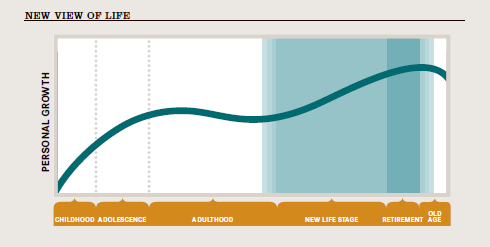 NEW VIEW OF LIFE
PERSONAL GROWTH
CHILDHOOD
ADOLESCENCE
ADULTHOOD
NEW LIFE STAGE
RETIREMENT
OLD
AGE